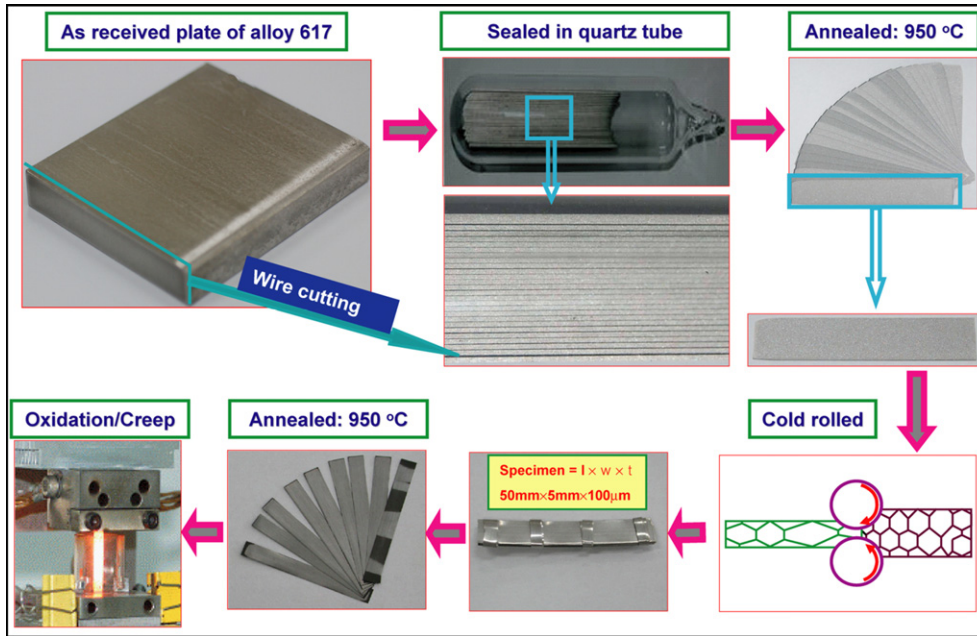 As received plate of alloy 617
Sealed in quartz tube
Annealed: 950 °C
Wire cutting
Cold rolled
Specimen = l × w × t
50mm×5mm×100μm
Annealed: 950 °C
Oxidation/Creep